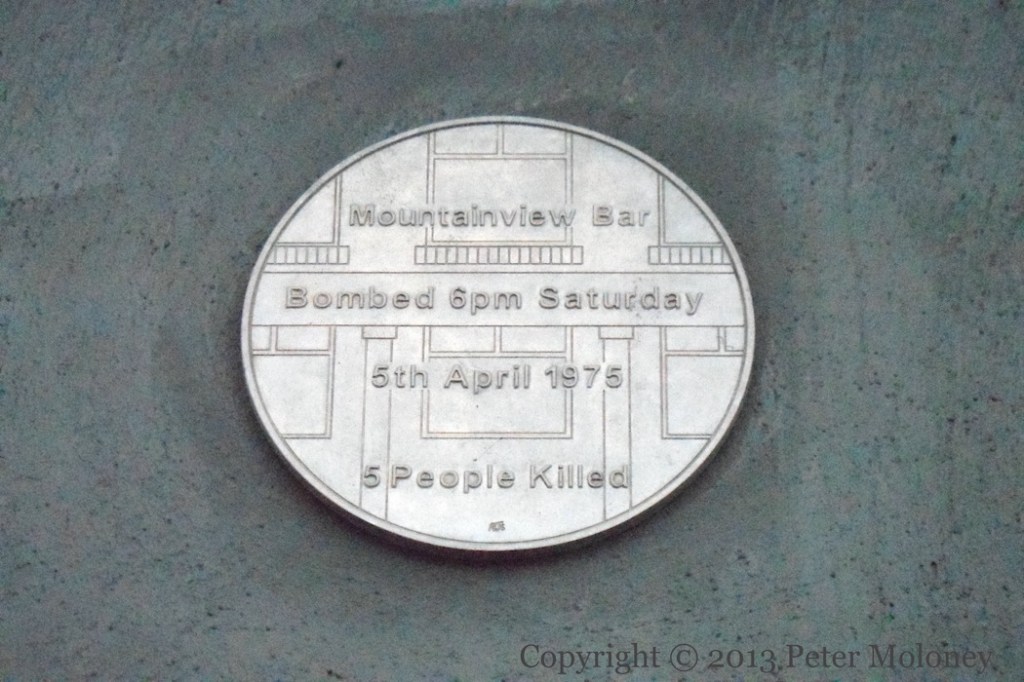 Mountainview Bar
Bombed 6pm Saturday
5th April 1975
5 People Killed
Copyright © 2013 Peter Moloney